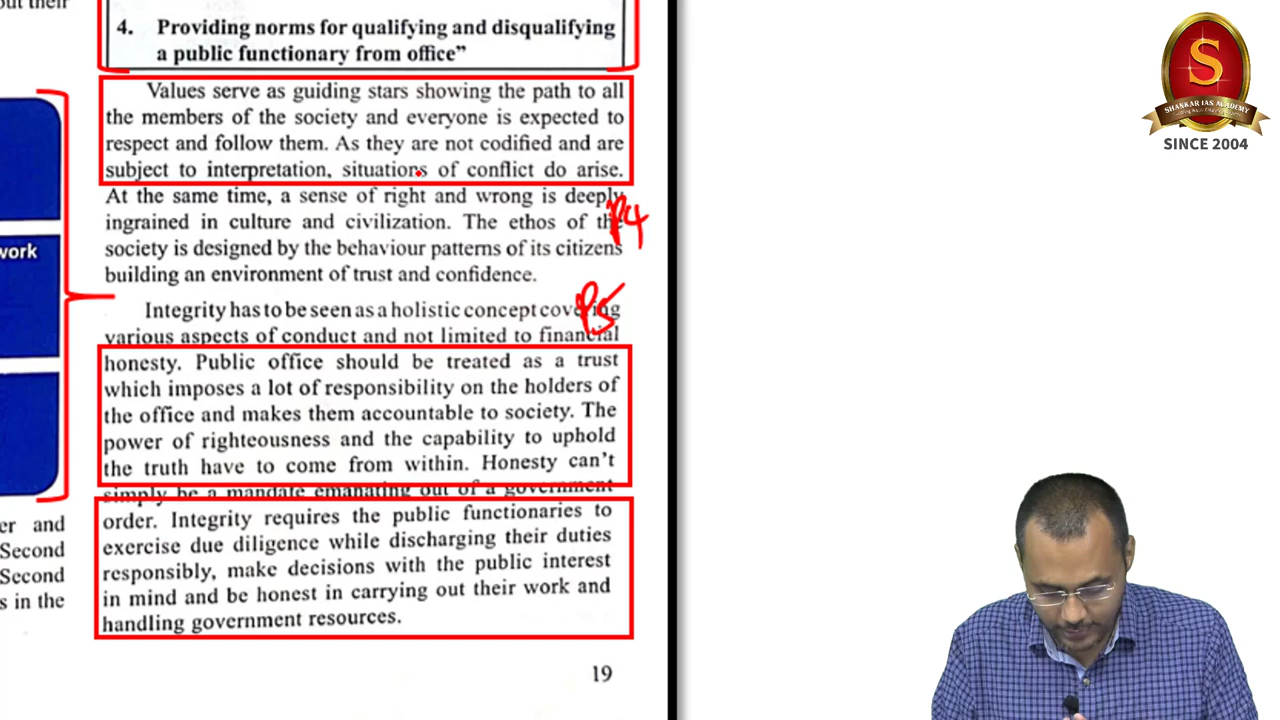 out their
4. Providing norms for qualifying and disqualifying
a public functionary from office”
Values serve as guiding stars showing the path to all
the members of the society and everyone is expected to
respect and follow them. As they are not codified and are
subject to interpretation, situations of conflict do arise.
At the same time, a sense of right and wrong is deeply
ingrained in culture and civilization. The ethos of the
P4
society is designed by the behaviour patterns of its citizens
building an environment of trust and confidence.
P5
Integrity has to be seen as a holistic concept covering
various aspects of conduct and not limited to financial
honesty. Public office should be treated as a trust
which imposes a lot of responsibility on the holders of
the office and makes them accountable to society. The
power of righteousness and the capability to uphold
the truth have to come from within. Honesty can’t
simply be a mandate emanating out of a government
order. Integrity requires the public functionaries to
exercise due diligence while discharging their duties
responsibly, make decisions with the public interest
in mind and be honest in carrying out their work and
handling government resources.
19
work
er and
Second
Second
s in the
S
SHANKAR IAS ACADEMY
SINCE 2004